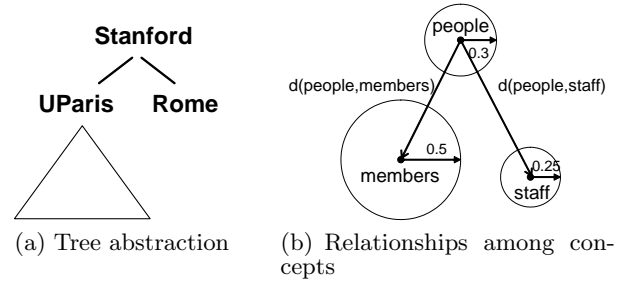 Stanford
UParis Rome
people
0.3
d(people,members)
d(people,staff)
0.5
members
0.25
staff
(a) Tree abstraction
(b) Relationships among con-
cepts